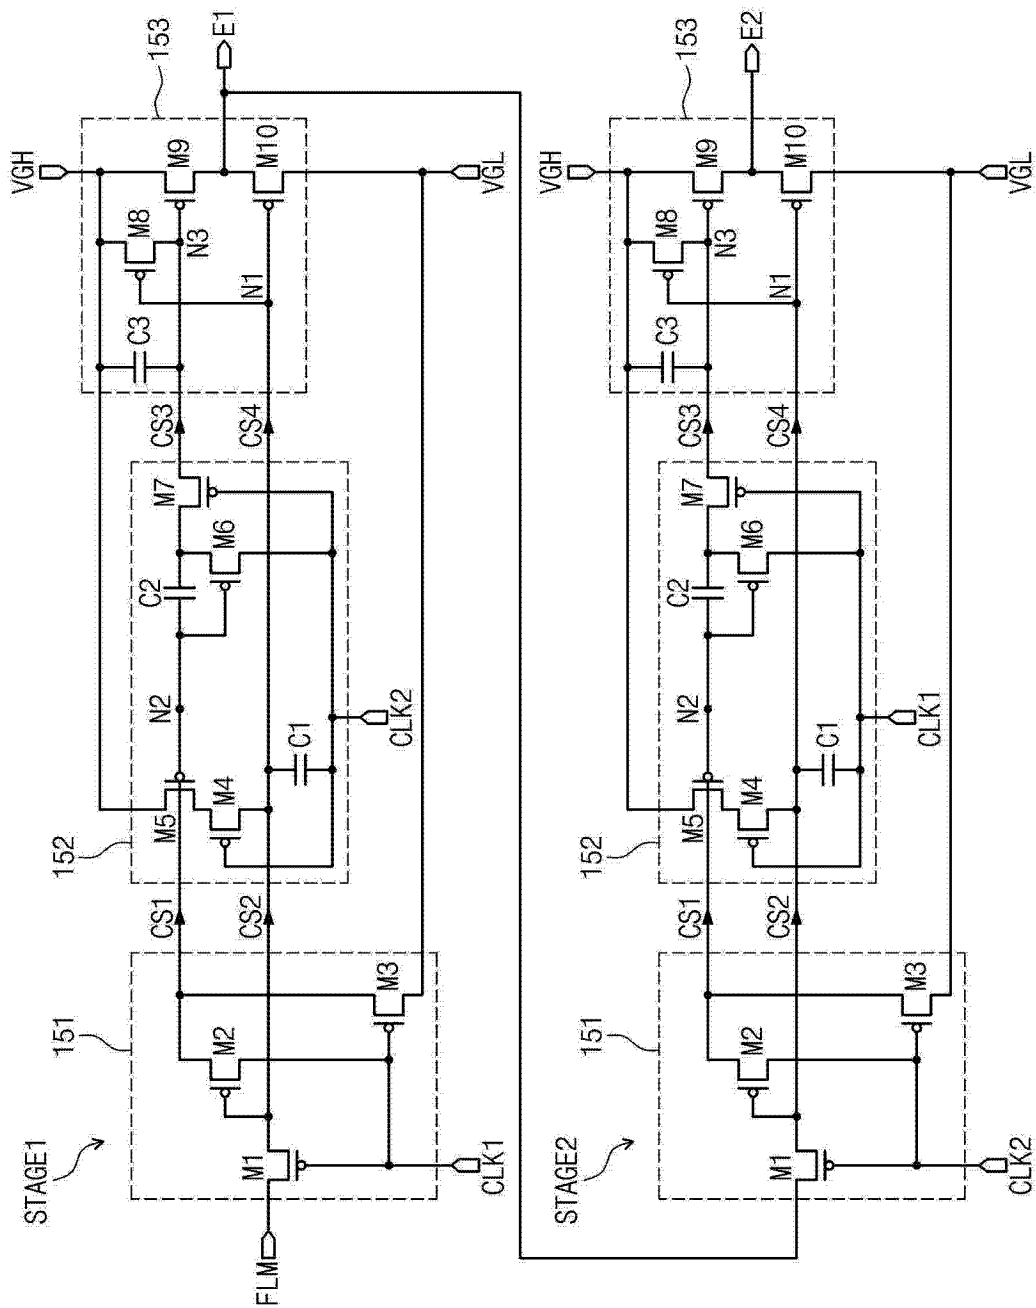 STAGE1
151
152
153
VGH
E1
FLM
M1
M2
M3
CLK1
CS1
CS2
M5
M4
N2
C1
C2
M6
M7
CLK2
CS3
CS4
C3
M8
N3
N1
M9
M10
VGL
STAGE2
151
152
153
VGH
E2
M1
M2
M3
CLK2
CS1
CS2
M5
M4
N2
C1
C2
M6
M7
CLK1
CS3
CS4
C3
M8
N3
N1
M9
M10
VGL